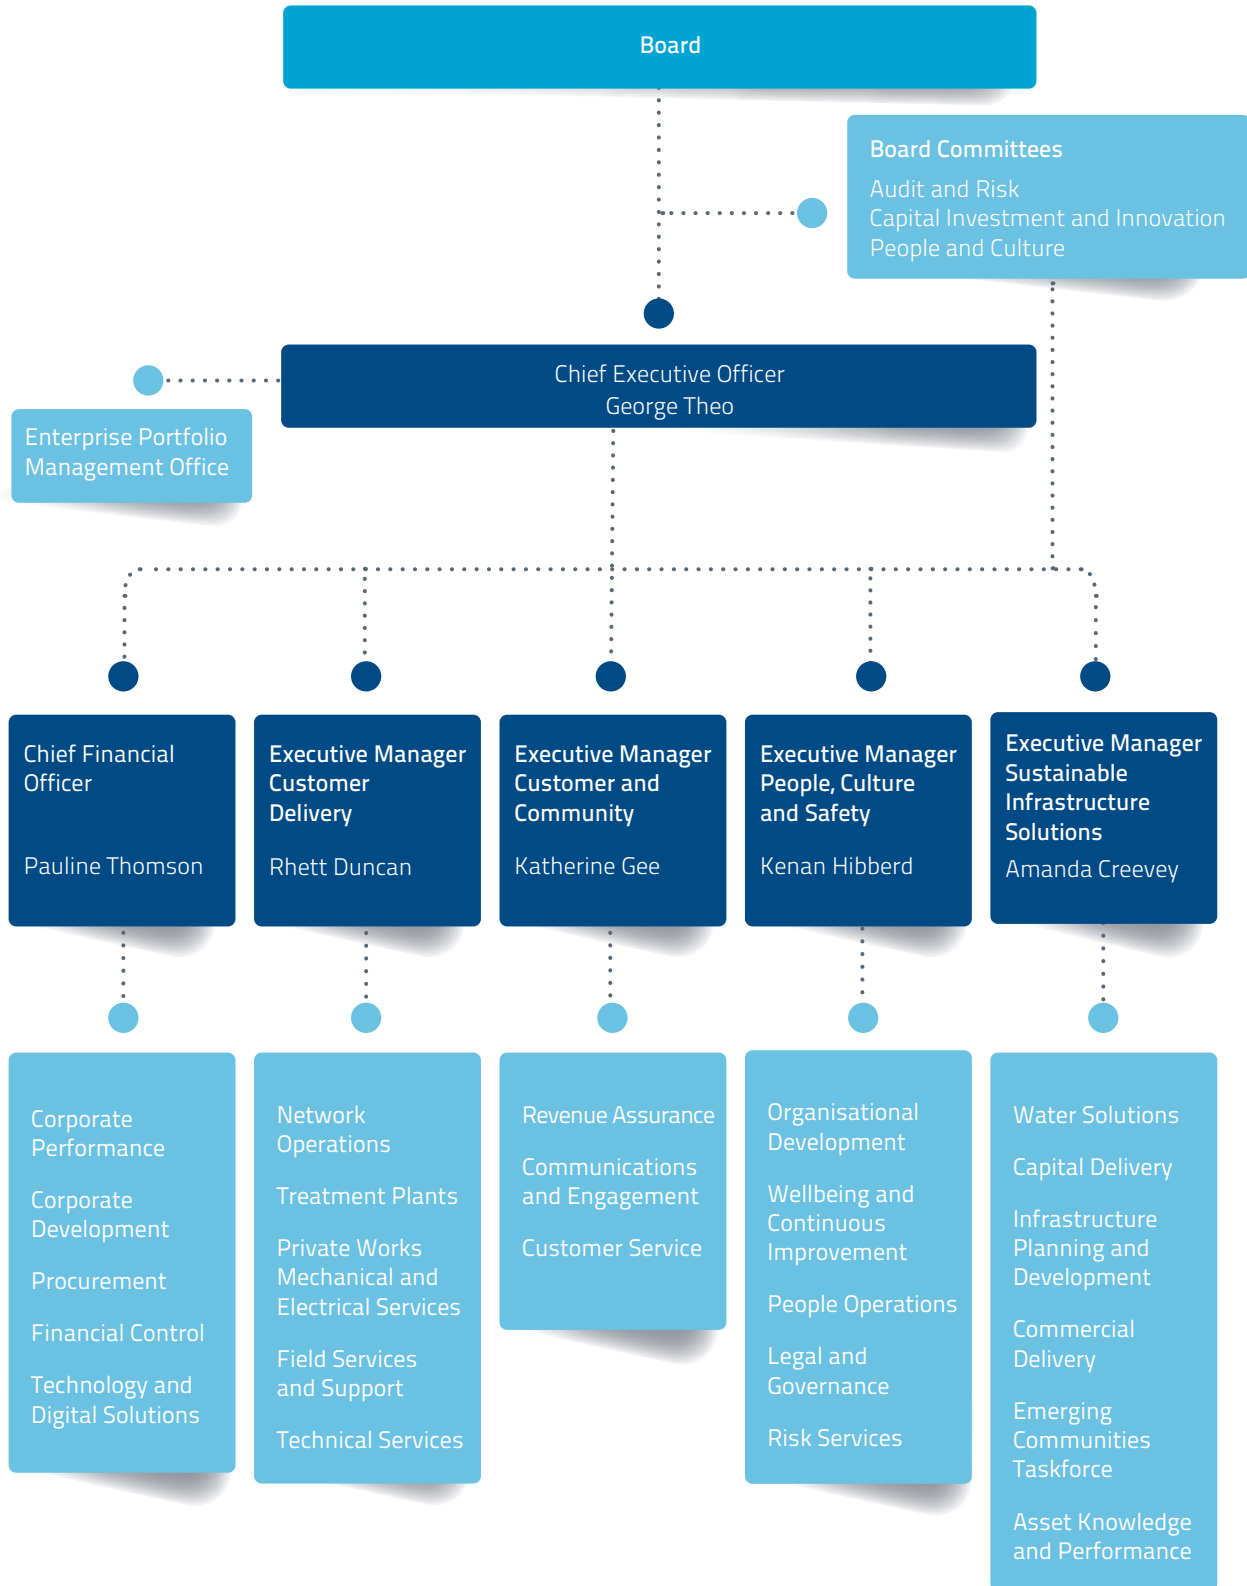 Board
Board Committees
Audit and Risk
Capital Investment and Innovation
People and Culture
Chief Executive Officer
George Theo
Enterprise Portfolio
Management Office
Chief Financial
Officer
Pauline Thomson
Executive Manager
Customer
Delivery
Rhett Duncan
Executive Manager
Customer and
Community
Katherine Gee
Executive Manager
People, Culture
and Safety
Kenan Hibberd
Executive Manager
Sustainable
Infrastructure
Solutions
Amanda Creevey
Corporate
Performance
Corporate
Development
Procurement
Financial Control
Technology and
Digital Solutions
Network
Operations
Treatment Plants
Private Works
Mechanical and
Electrical Services
Field Services
and Support
Technical Services
Revenue Assurance
Communications
and Engagement
Customer Service
Organisational
Development
Wellbeing and
Continuous
Improvement
People Operations
Legal and
Governance
Risk Services
Water Solutions
Capital Delivery
Infrastructure
Planning and
Development
Commercial
Delivery
Emerging
Communities
Taskforce
Asset Knowledge
and Performance